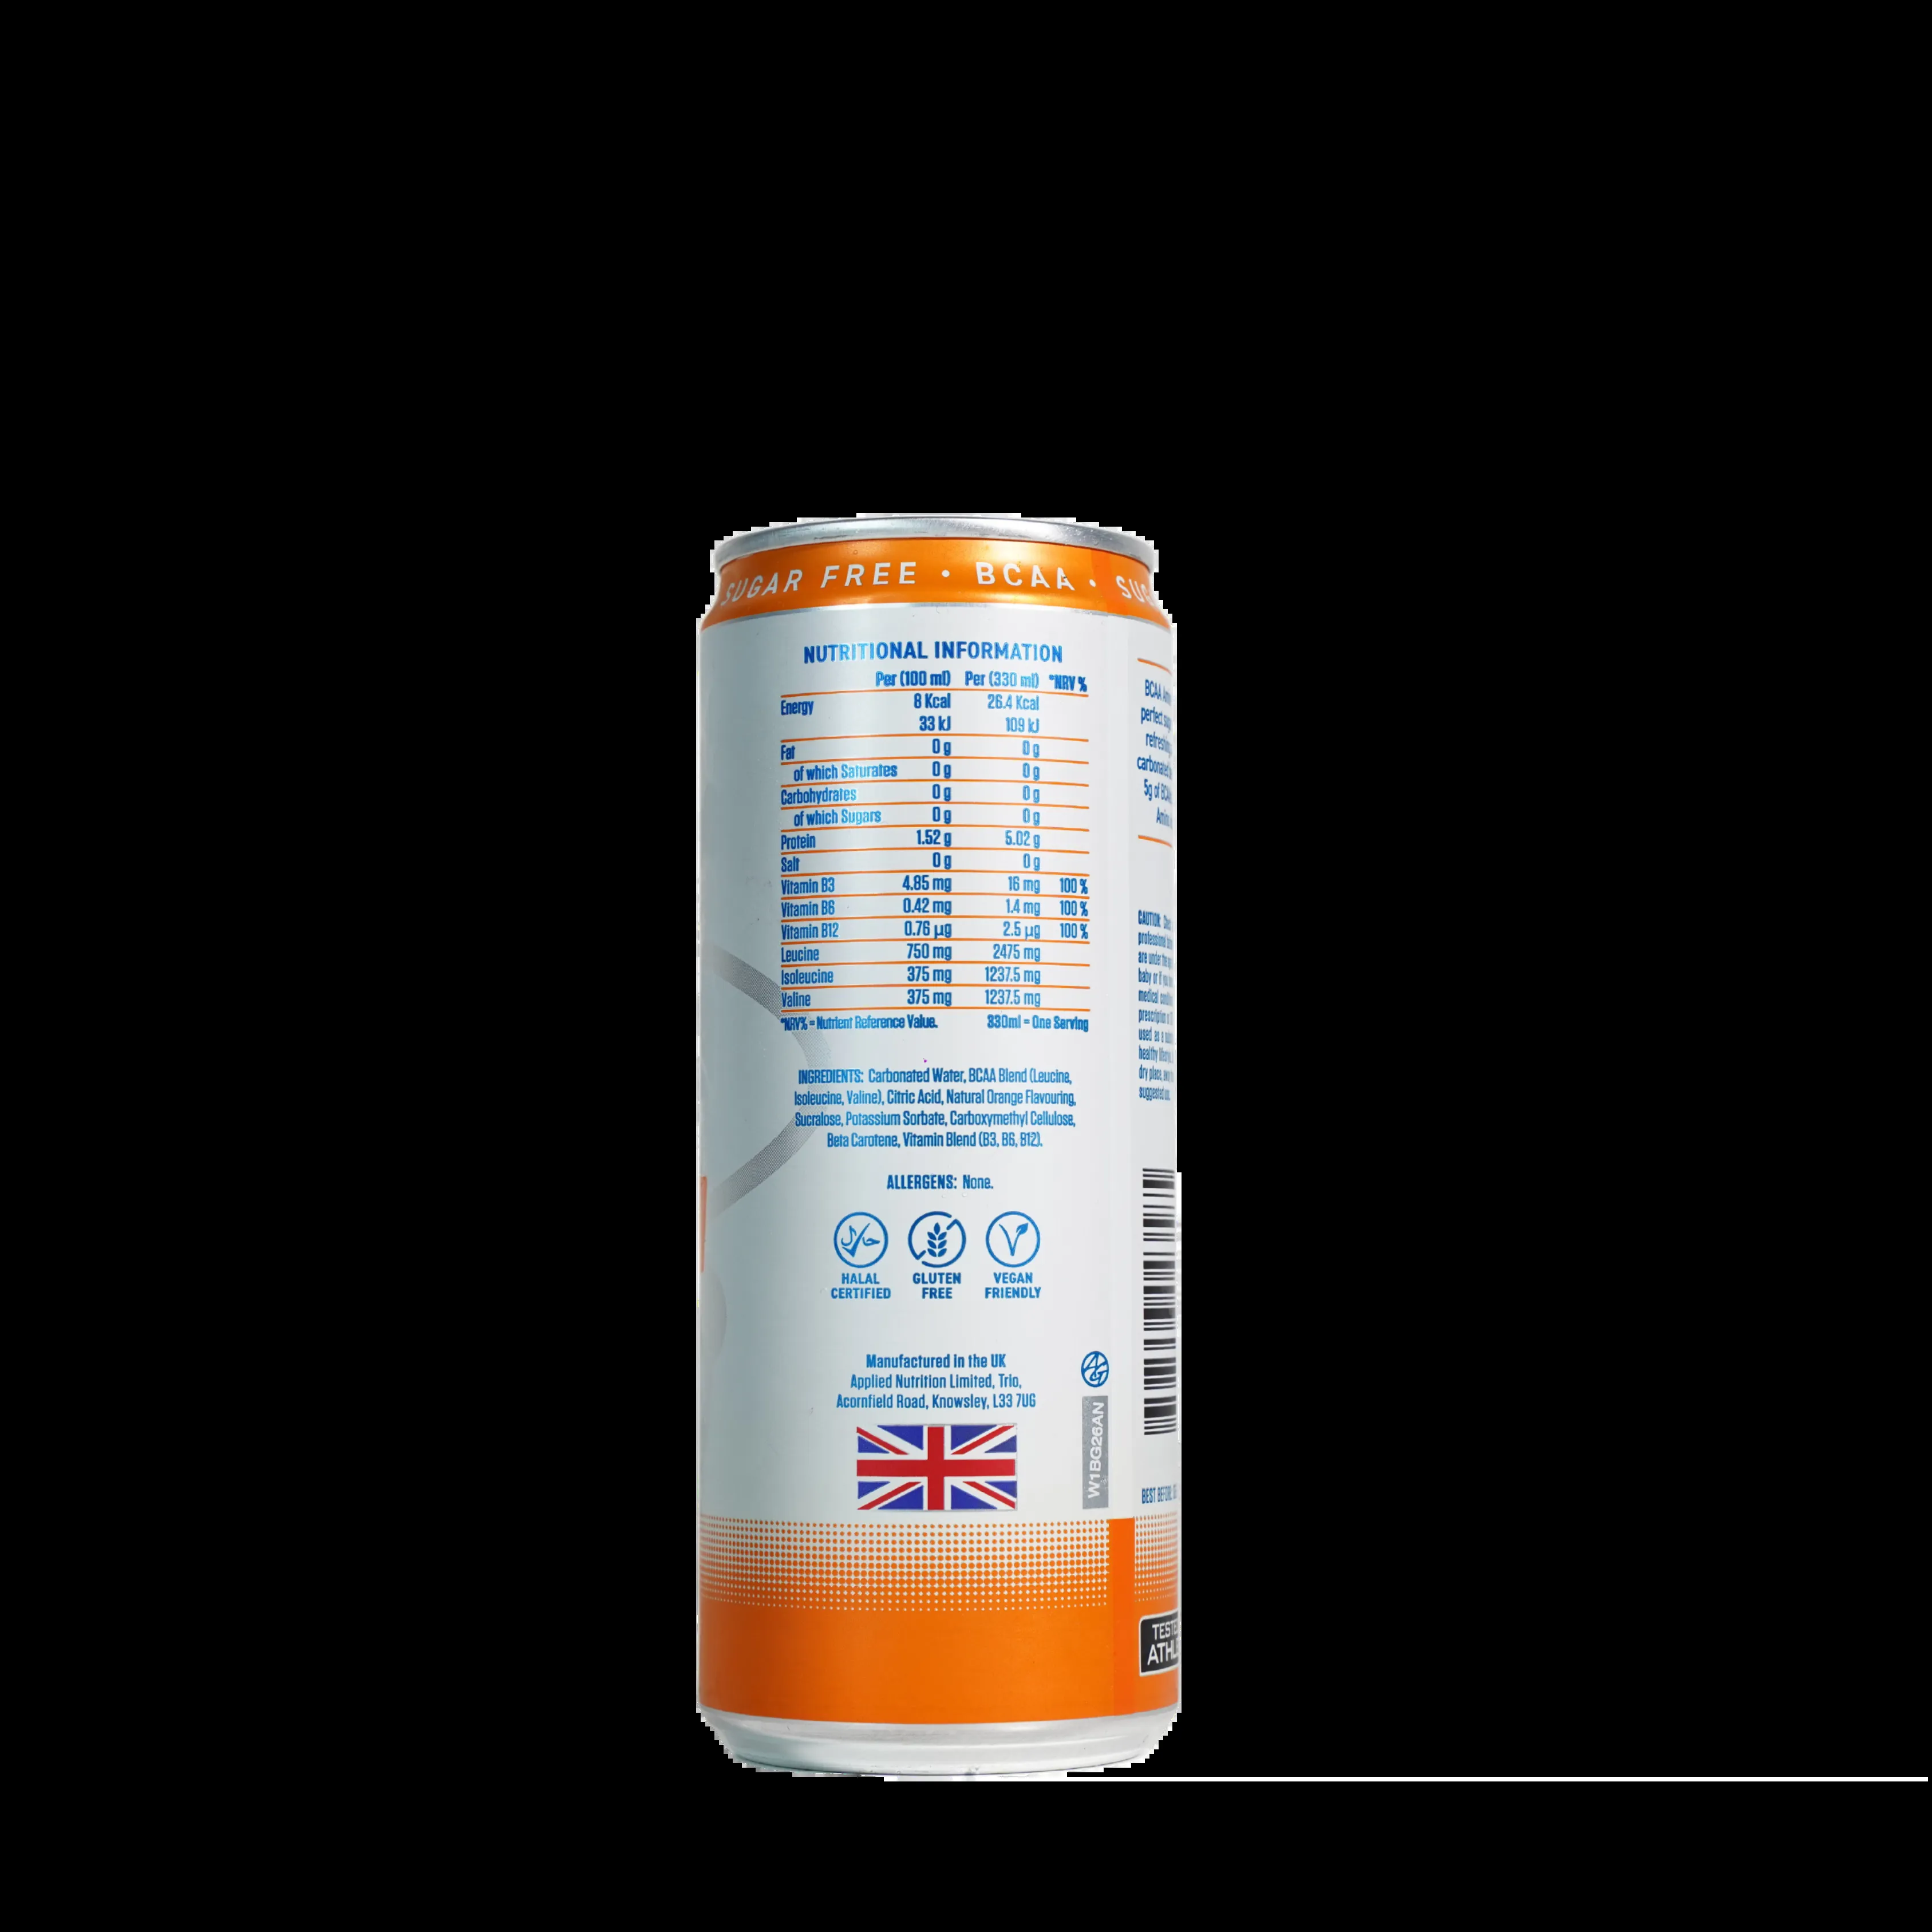 SUGAR FREE • BCAA •
NUTRITIONAL INFORMATION
Per (100 ml) Per (330 ml) *NRV %
Energy 8 Kcal 26.4 Kcal
33 kJ 109 kJ
Fat 0 g 0 g
of which Saturates 0 g 0 g
Carbohydrates 0 g 0 g
of which Sugars 0 g 0 g
Protein 1.52 g 5.02 g
Salt 0 g 0 g
Vitamin B3 4.85 mg 16 mg 100 %
Vitamin B6 0.42 mg 1.4 mg 100 %
Vitamin B12 0.76 µg 2.5 µg 100 %
Leucine 750 mg 2475 mg
Isoleucine 375 mg 1237.5 mg
Valine 375 mg 1237.5 mg
*NRV% = Nutrient Reference Value. 330ml = One Serving
INGREDIENTS: Carbonated Water, BCAA Blend (Leucine,
Isoleucine, Valine), Citric Acid, Natural Orange Flavouring,
Sucralose, Potassium Sorbate, Carboxymethyl Cellulose,
Beta Carotene, Vitamin Blend (B3, B6, B12).
ALLERGENS: None.
حلال
HALAL
CERTIFIED
GLUTEN
FREE
VEGAN
FRIENDLY
Manufactured in the UK
Applied Nutrition Limited, Trio,
Acornfield Road, Knowsley, L33 7UG
W1BG26AN
BCAA
perfect
5g of
CAUTION:
professional
are under the
baby or if you
medical
prescription
used as a
healthy
dry place,
suggested use.
BEST BEFORE